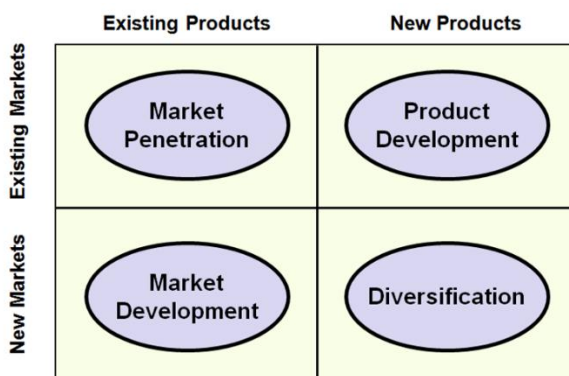 Existing Products
New Products
Existing Markets
Market
Penetration
Product
Development
New Markets
Market
Development
Diversification